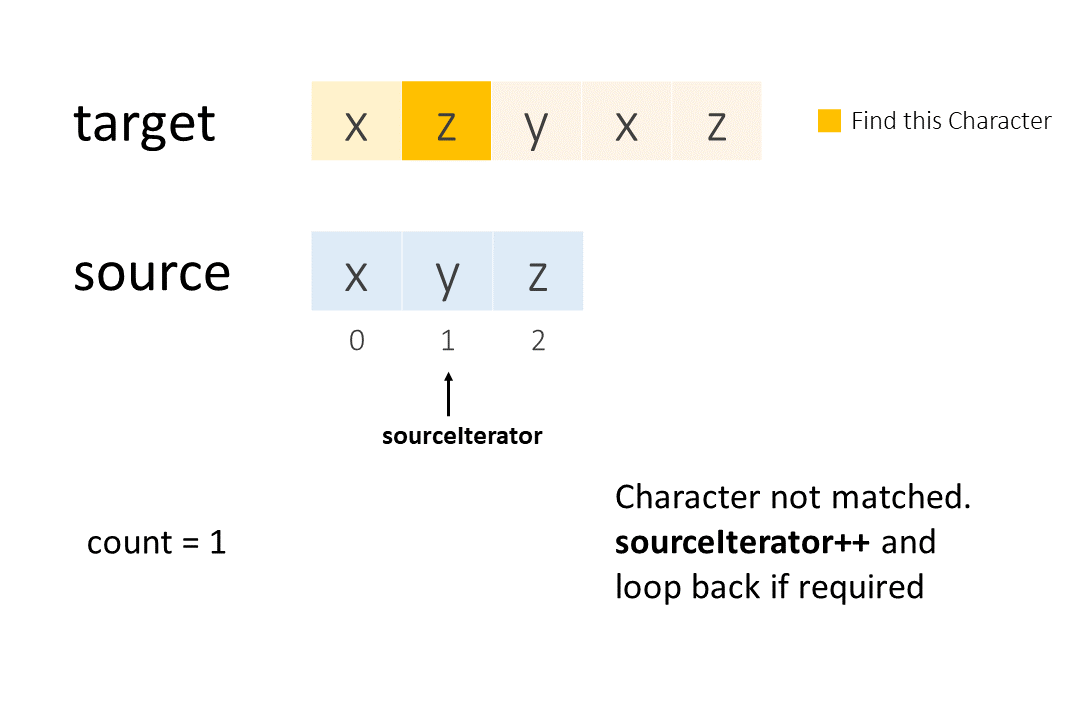 target x z y x z Find this Character
source x y z
0 1 2
sourceIterator
Character not matched.
count = 1 sourceIterator++ and
loop back if required